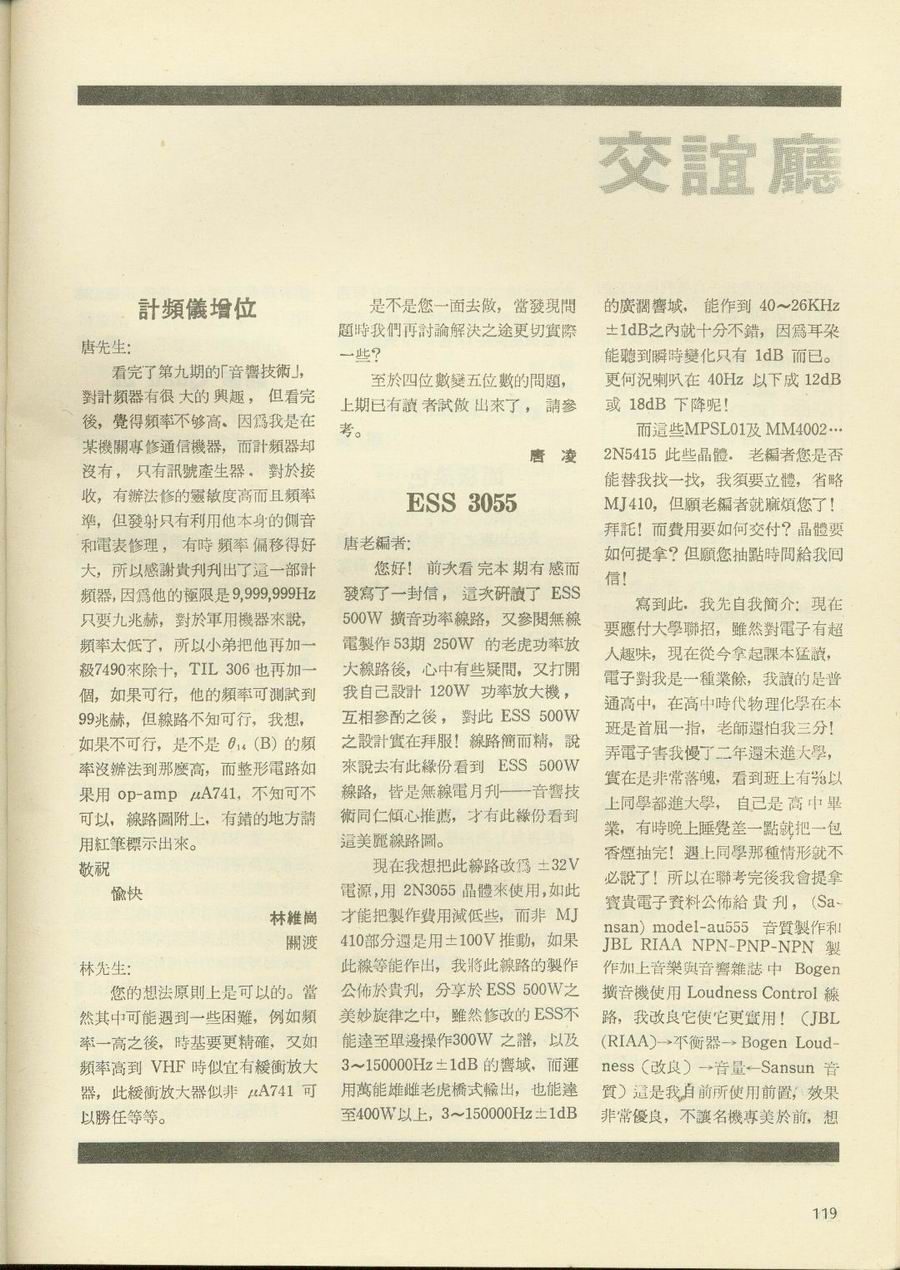 交誼廳
計頻儀增位
唐先生:
看完了第九期的「音響技術」,
對計頻器有很大的興趣,但看完
後,覺得頻率不够高、因爲我是在
某機關專修通信機器,而計頻器却
沒有,只有訊號產生器.對於接
收,有辦法修的靈敏度高而且頻率
準,但發射只有利用他本身的側音
和電表修理,有時頻率偏移得好
大,所以感謝貴刋刋出了這一部計
頻器,因爲他的極限是9,999,999Hz
只要九兆赫,對於軍用機器來說,
頻率太低了,所以小弟把他再加一
級7490來除十,TIL 306也再加一
個,如果可行,他的頻率可測試到
99兆赫,但線路不知可行,我想,
如果不可行,是不是 θ₁₄ (B) 的頻
率沒辦法到那麼高,而整形電路如
果用 op-amp μA741,不知可不
可以,線路圖附上,有錯的地方請
用紅筆標示出來。
敬祝
愉快
林維崗
關渡
林先生:
您的想法原則上是可以的。當
然其中可能遇到一些困難,例如頻
率一高之後,時基要更精確,又如
頻率高到 VHF 時似宜有緩衝放大
器,此緩衝放大器似非 μA741 可
以勝任等等。
是不是您一面去做,當發現問
題時我們再討論解決之途更切實際
一些?
至於四位數變五位數的問題,
上期已有讀者試做出來了,請參
考。
唐 凌
ESS 3055
唐老編者:
您好!前次看完本期有感而
發寫了一封信,這次研讀了 ESS
500W 擴音功率線路,又參閱無線
電製作53期 250W 的老虎功率放
大線路後,心中有些疑問,又打開
我自己設計 120W 功率放大機,
互相參酌之後,對此 ESS 500W
之設計實在拜服!線路簡而精,說
來說去有此緣份看到 ESS 500W
線路,皆是無線電月刋——音響技
術同仁傾心推薦,才有此緣份看到
這美麗線路圖。
現在我想把此線路改爲 ±32V
電源,用 2N3055 晶體來使用,如此
才能把製作費用減低些,而非 MJ
410部分還是用±100V推動,如果
此線等能作出,我將此線路的製作
公佈於貴刋,分享於ESS 500W之
美妙旋律之中,雖然修改的ESS不
能達至單邊操作300W 之譜,以及
3~150000Hz±1dB 的響域,而運
用萬能雄雌老虎橋式輸出,也能達
至400W以上,3~150000Hz±1dB
的廣濶響域,能作到 40~26KHz
±1dB之內就十分不錯,因爲耳朶
能聽到瞬時變化只有 1dB 而已。
更何況喇叭在 40Hz 以下成 12dB
或 18dB 下降呢!
而這些MPSL01及 MM4002…
2N5415 此些晶體.老編者您是否
能替我找一找,我須要立體,省略
MJ410,但願老編者就麻煩您了!
拜託!而費用要如何交付?晶體要
如何提拿?但願您抽點時間給我囘
信!
寫到此.我先自我簡介:現在
要應付大學聯招,雖然對電子有超
人趣味,現在從今拿起課本猛讀,
電子對我是一種業餘,我讀的是普
通高中,在高中時代物理化學在本
班是首屈一指,老師還怕我三分!
弄電子害我慢了二年還未進大學,
實在是非常落魄,看到班上有以
上同學都進大學,自己是高中畢
業,有時晚上睡覺差一點就把一包
香煙抽完!遇上同學那種情形就不
必說了!所以在聯考完後我會提拿
寶貴電子資料公佈給貴刋,(Sa-
nsan) model-au555 音質製作和
JBL RIAA NPN-PNP-NPN 製
作加上音樂與音響雜誌中 Bogen
擴音機使用 Loudness Control 線
路,我改良它使它更實用!(JBL
(RIAA)→不衡器→Bogen Loud-
ness(改良)→音量←Sansun 音
質)這是我目前所使用前置,效果
非常優良,不讓名機專美於前,想
119